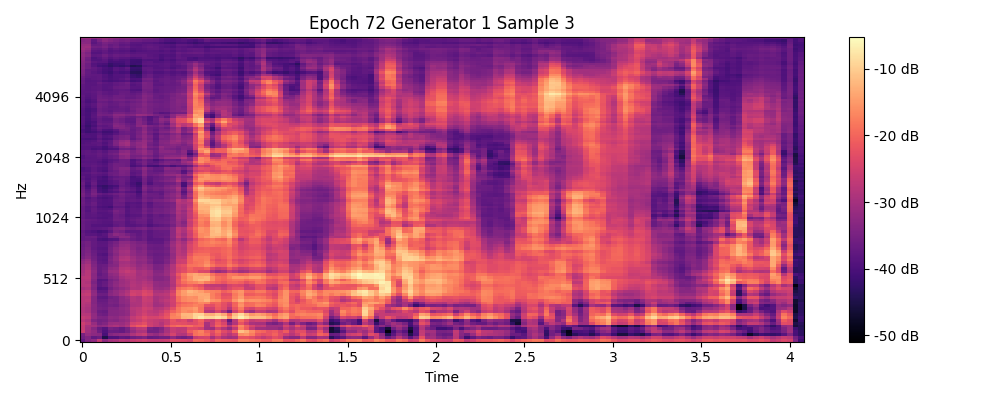 Epoch 72 Generator 1 Sample 3
Hz
4096
2048
1024
512
0
0 0.5 1 1.5 2 2.5 3 3.5 4
Time
-10 dB
-20 dB
-30 dB
-40 dB
-50 dB